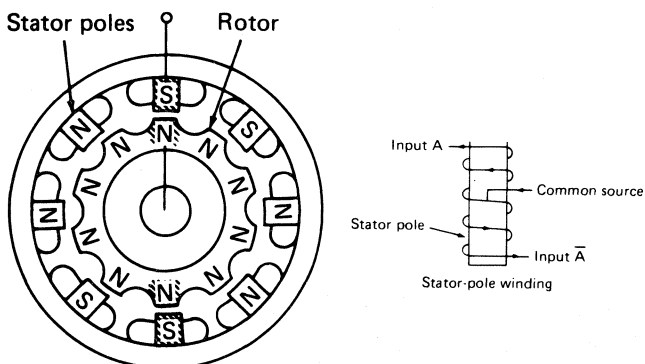 Stator poles
Rotor
S
N
S
N
N
N
N
N
N
N
N
N
N
N
N
N
S
S
N
Input A
Common source
Stator pole
Input A̅
Stator-pole winding